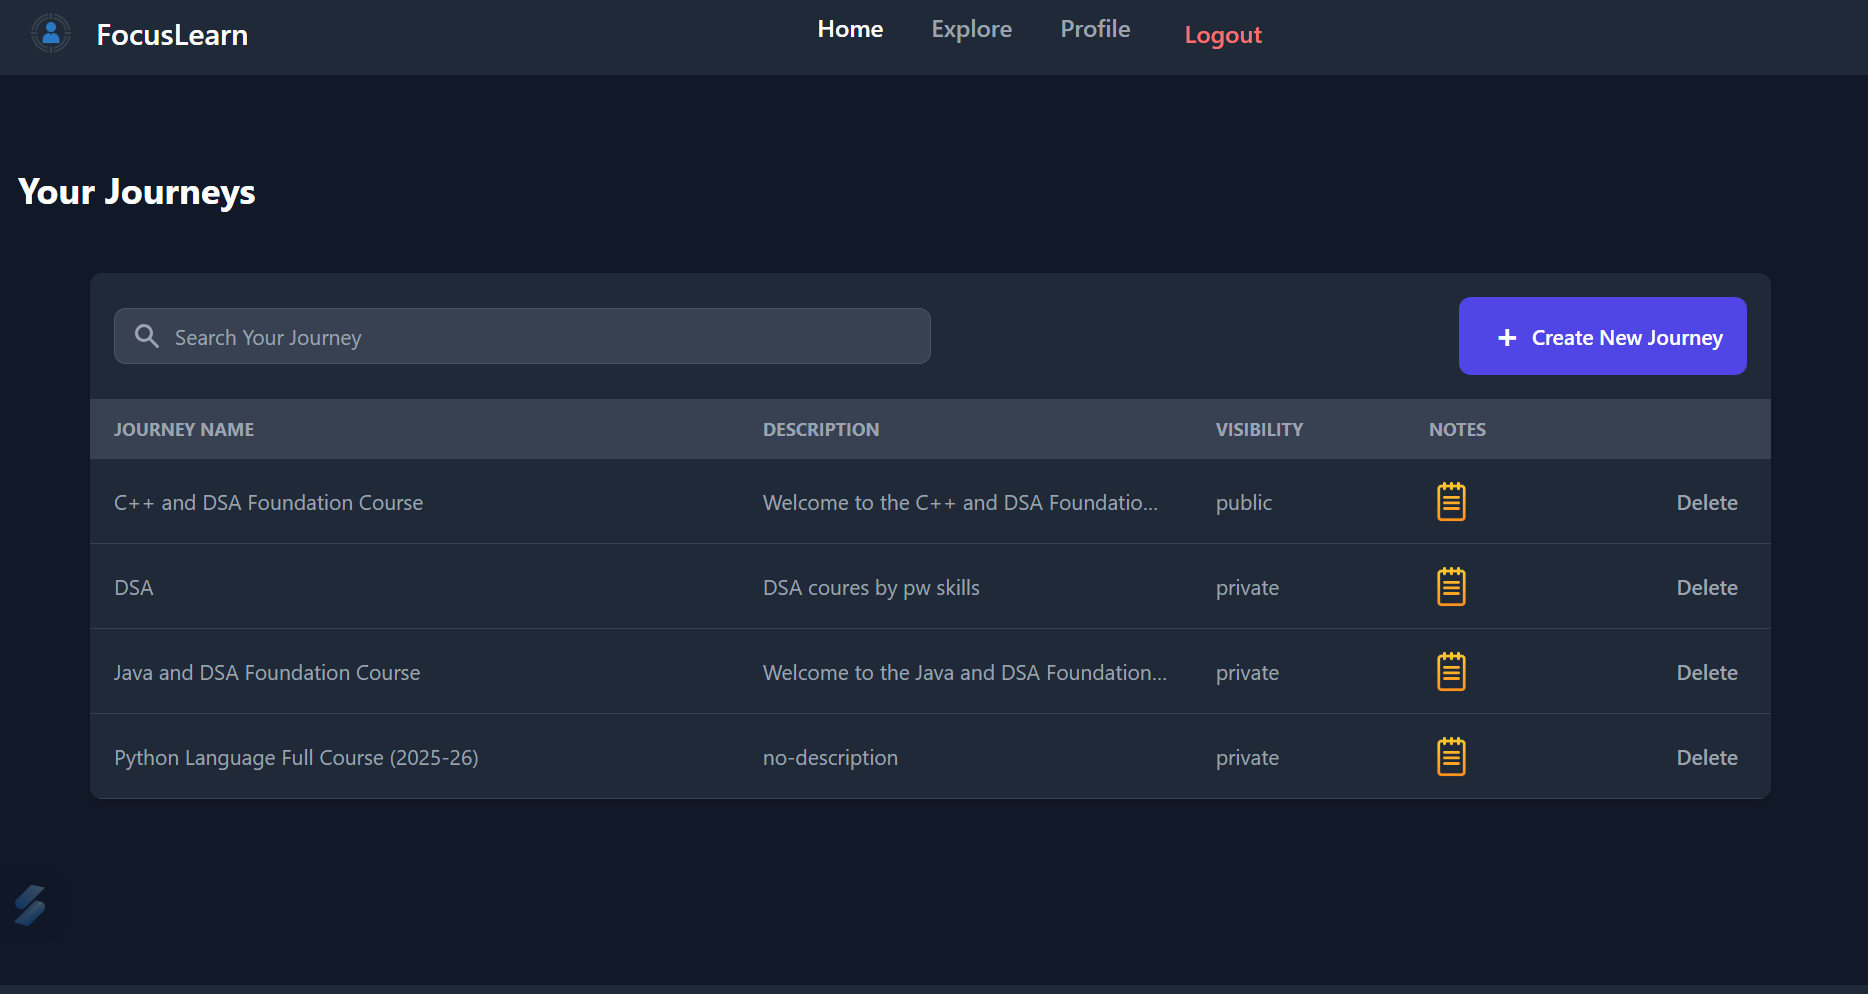 FocusLearn
Home Explore Profile Logout
Your Journeys
Search Your Journey
+ Create New Journey
JOURNEY NAME DESCRIPTION VISIBILITY NOTES
C++ and DSA Foundation Course Welcome to the C++ and DSA Foundatio... public Delete
DSA DSA coures by pw skills private Delete
Java and DSA Foundation Course Welcome to the Java and DSA Foundation... private Delete
Python Language Full Course (2025-26) no-description private Delete